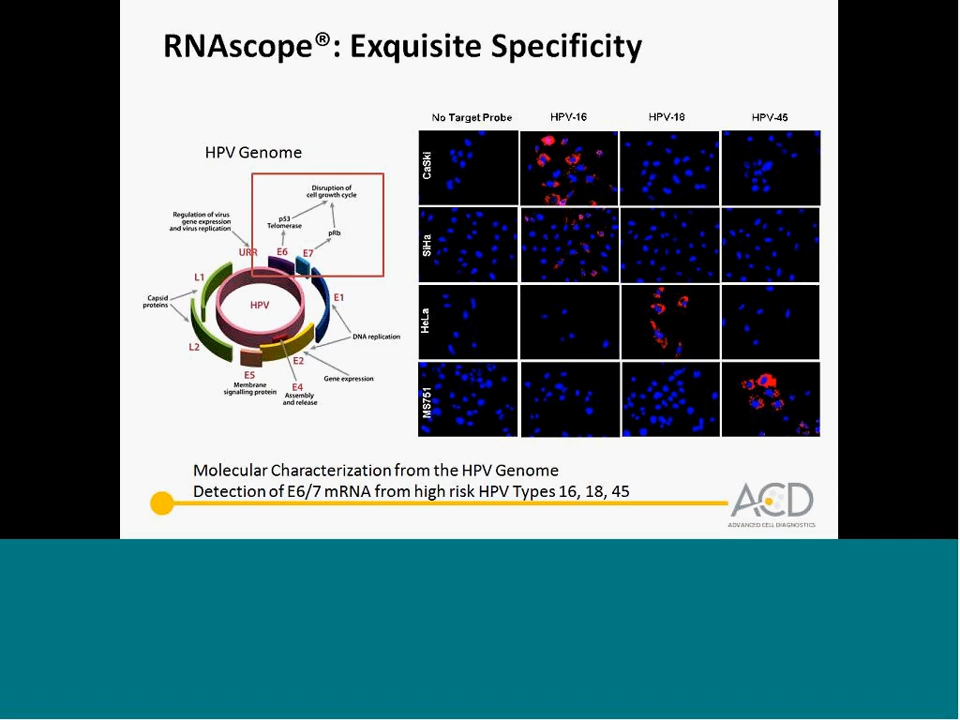 RNAscope®: Exquisite Specificity
No Target Probe
HPV-16
HPV-18
HPV-45
HPV Genome
CaSki
SiHa
HeLa
MS751
Disruption of
cell growth cycle
Regulation of virus
gene expression
and virus replication
p53
Telomerase
pRb
URR
E6
E7
L1
E1
Capsid
proteins
HPV
DNA replication
L2
E2
E5
Gene expression
Membrane
signalling protein
E4
Assembly
and release
Molecular Characterization from the HPV Genome
Detection of E6/7 mRNA from high risk HPV Types 16, 18, 45
ACD
ADVANCED CELL DIAGNOSTICS